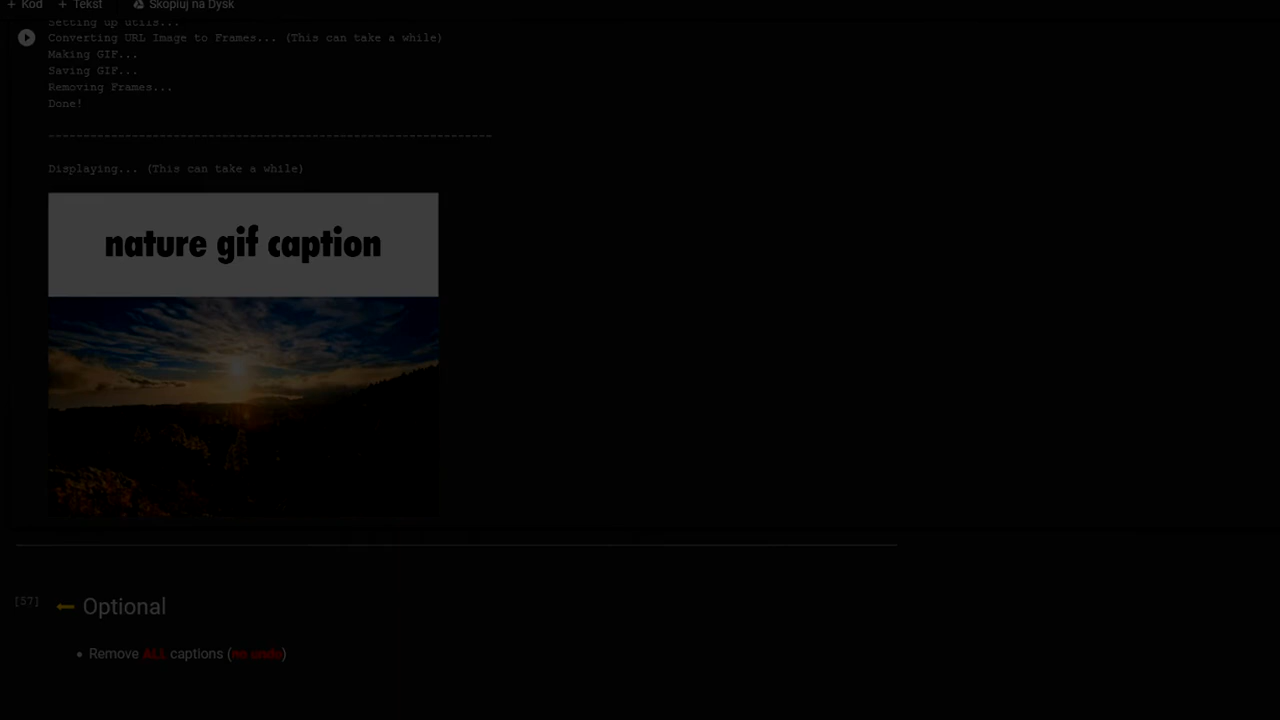 + Kod + Tekst Skopiuj na Dysk
Setting up utils...
Converting URL Image to Frames... (This can take a while)
Making GIF...
Saving GIF...
Removing Frames...
Done!
----------------------------------------------------------------
Displaying... (This can take a while)
nature gif caption
[57] Optional
• Remove ALL captions (no undo)